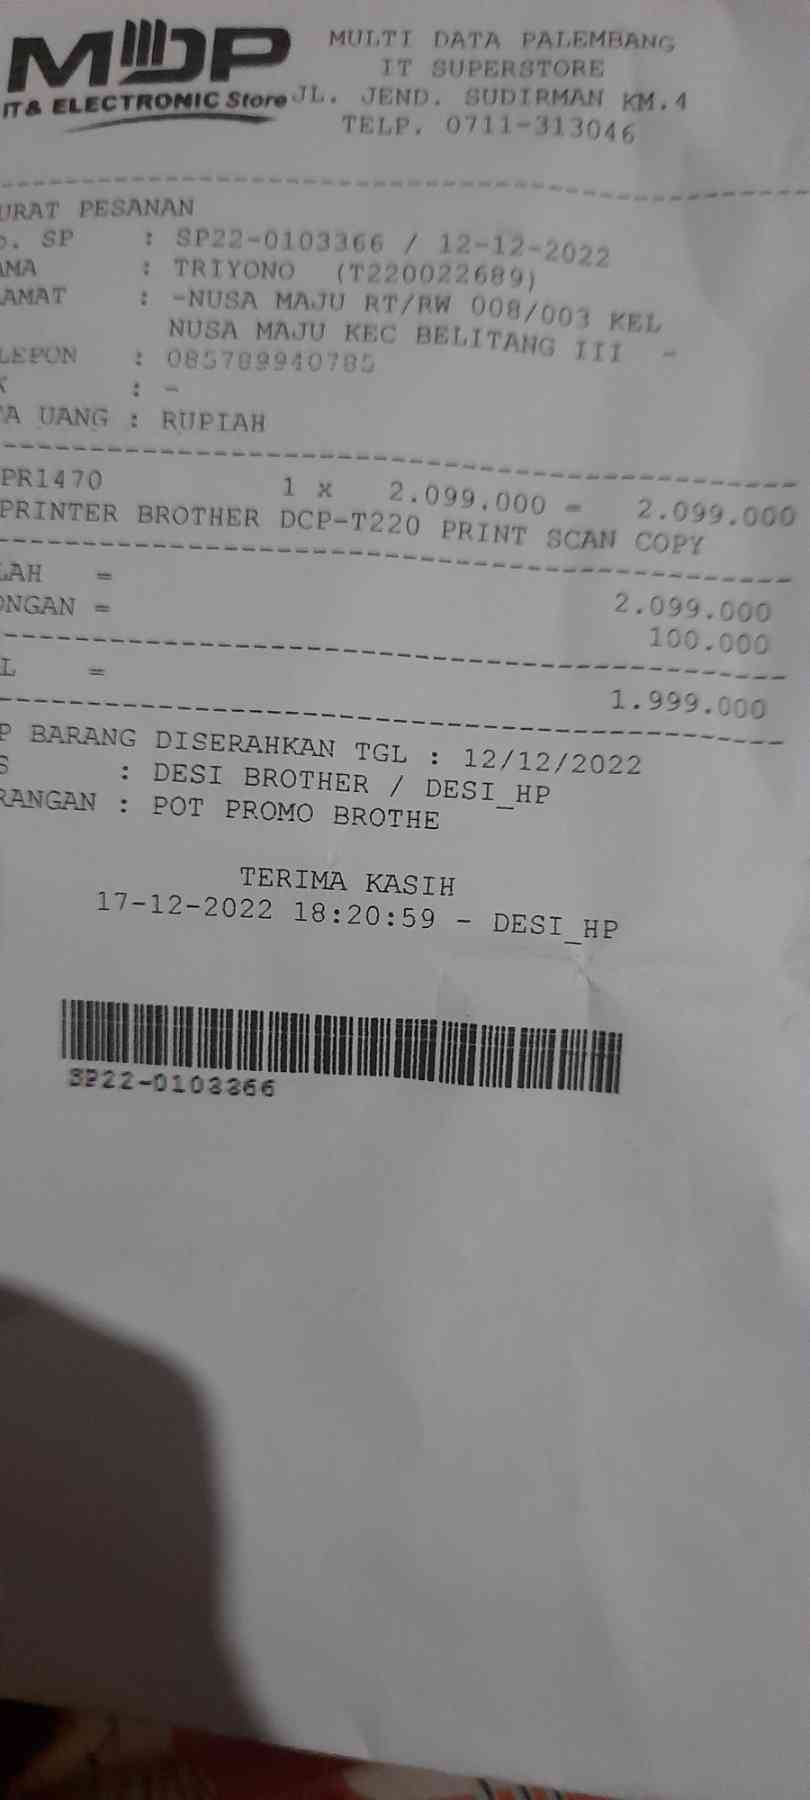 MDP MULTI DATA PALEMBANG
IT SUPERSTORE
IT & ELECTRONIC Store JL. JEND. SUDIRMAN KM.4
TELP. 0711-313046
URAT PESANAN
. SP : SP22-0103366 / 12-12-2022
AMA : TRIYONO (T220022689)
AMAT : -NUSA MAJU RT/RW 008/003 KEL
NUSA MAJU KEC BELITANG III -
LEPON : 085789940785
K : -
TA UANG : RUPIAH
PR1470 1 x 2.099.000 = 2.099.000
PRINTER BROTHER DCP-T220 PRINT SCAN COPY
LAH = 2.099.000
ONGAN = 100.000
L = 1.999.000
P BARANG DISERAHKAN TGL : 12/12/2022
S : DESI BROTHER / DESI_HP
RANGAN : POT PROMO BROTHE
TERIMA KASIH
17-12-2022 18:20:59 - DESI_HP
SP22-0103366